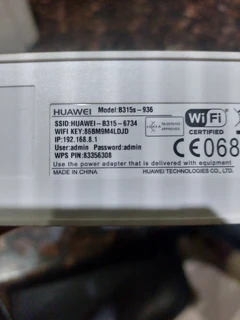 HUAWEI Model:B315s-936
WiFi CERTIFIED
SSID:HUAWEI-B315-6734
WIFI KEY:86BM9M4LDJD
IP:192.168.8.1
User:admin Password:admin
WPS PIN:83356308
CE068
Use the power adapter that is delivered with equipment
MADE IN CHINA HUAWEI TECHNOLOGIES CO., LTD.